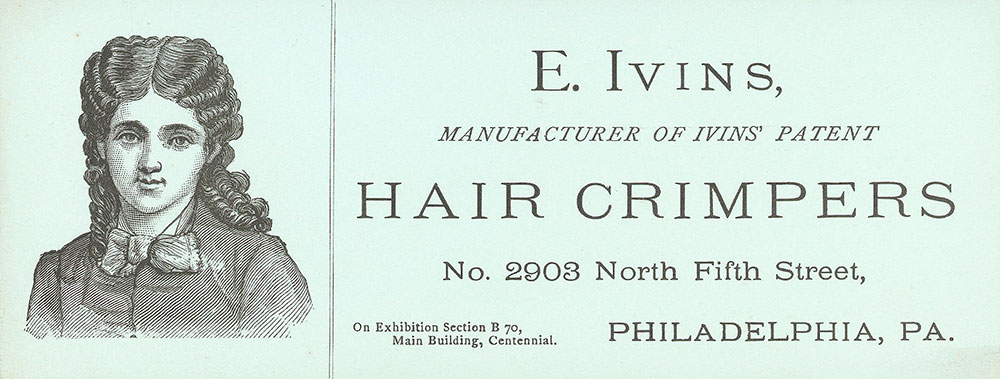 E. Ivins,
MANUFACTURER OF IVINS' PATENT
HAIR CRIMPERS
No. 2903 North Fifth Street,
On Exhibition Section B 70,
Main Building, Centennial.
PHILADELPHIA, PA.